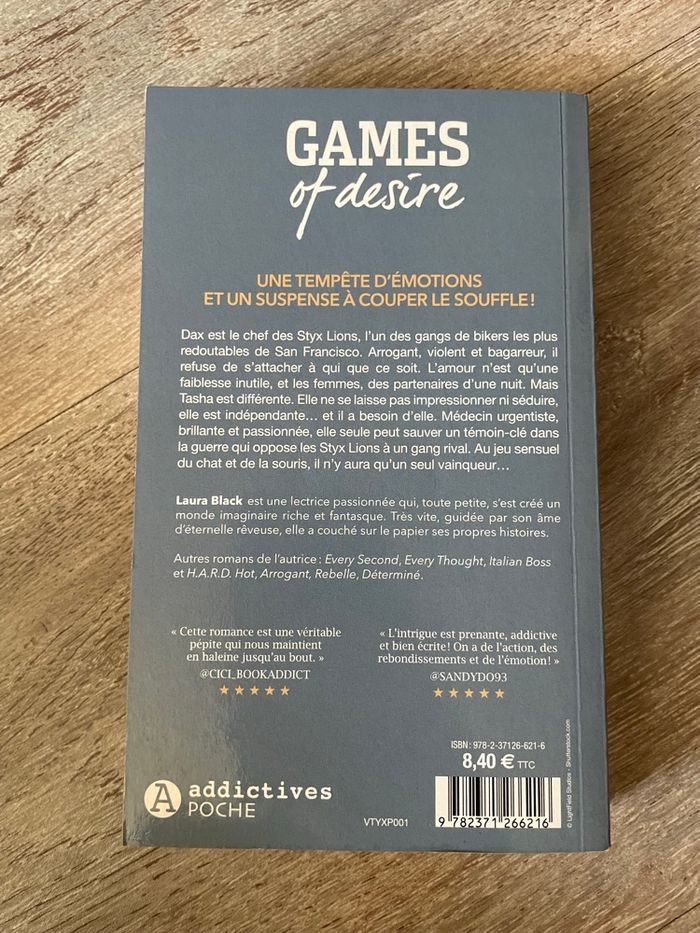 GAMES
of desire
UNE TEMPÊTE D'ÉMOTIONS
ET UN SUSPENSE À COUPER LE SOUFFLE !
Dax est le chef des Styx Lions, l'un des gangs de bikers les plus
redoutables de San Francisco. Arrogant, violent et bagarreur, il
refuse de s'attacher à qui que ce soit. L'amour n'est qu'une
faiblesse inutile, et les femmes, des partenaires d'une nuit. Mais
Tasha est différente. Elle ne se laisse pas impressionner ni séduire,
elle est indépendante… et il a besoin d'elle. Médecin urgentiste,
brillante et passionnée, elle seule peut sauver un témoin-clé dans
la guerre qui oppose les Styx Lions à un gang rival. Au jeu sensuel
du chat et de la souris, il n'y aura qu'un seul vainqueur…
Laura Black est une lectrice passionnée qui, toute petite, s'est créé un
monde imaginaire riche et fantasque. Très vite, guidée par son âme
d'éternelle rêveuse, elle a couché sur le papier ses propres histoires.
Autres romans de l'autrice : Every Second, Every Thought, Italian Boss
et H.A.R.D. Hot, Arrogant, Rebelle, Déterminé.
« Cette romance est une véritable
pépite qui nous maintient
en haleine jusqu'au bout. »
@CICI_BOOKADDICT
« L'intrigue est prenante, addictive
et bien écrite ! On a de l'action, des
rebondissements et de l'émotion ! »
@SANDYDO93
ISBN : 978-2-37126-621-6
8,40 € TTC
A addictives
POCHE
VTYXP001
9 782371 266216
© LightField Studios - Shutterstock.com